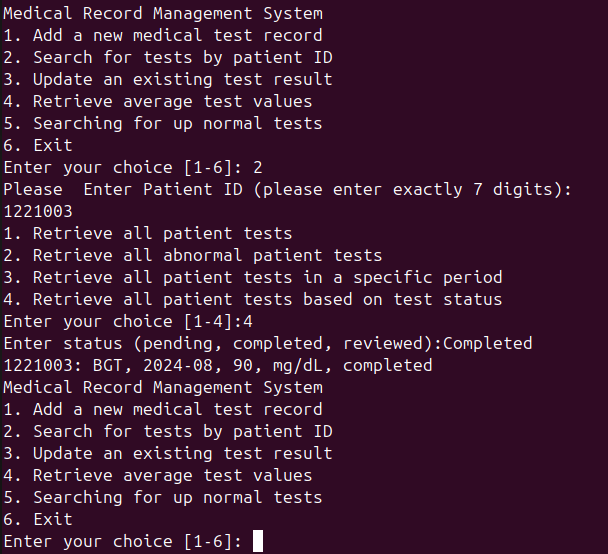 Medical Record Management System
1. Add a new medical test record
2. Search for tests by patient ID
3. Update an existing test result
4. Retrieve average test values
5. Searching for up normal tests
6. Exit
Enter your choice [1-6]: 2
Please  Enter Patient ID (please enter exactly 7 digits):
1221003
1. Retrieve all patient tests
2. Retrieve all abnormal patient tests
3. Retrieve all patient tests in a specific period
4. Retrieve all patient tests based on test status
Enter your choice [1-4]:4
Enter status (pending, completed, reviewed):Completed
1221003: BGT, 2024-08, 90, mg/dL, completed
Medical Record Management System
1. Add a new medical test record
2. Search for tests by patient ID
3. Update an existing test result
4. Retrieve average test values
5. Searching for up normal tests
6. Exit
Enter your choice [1-6]: